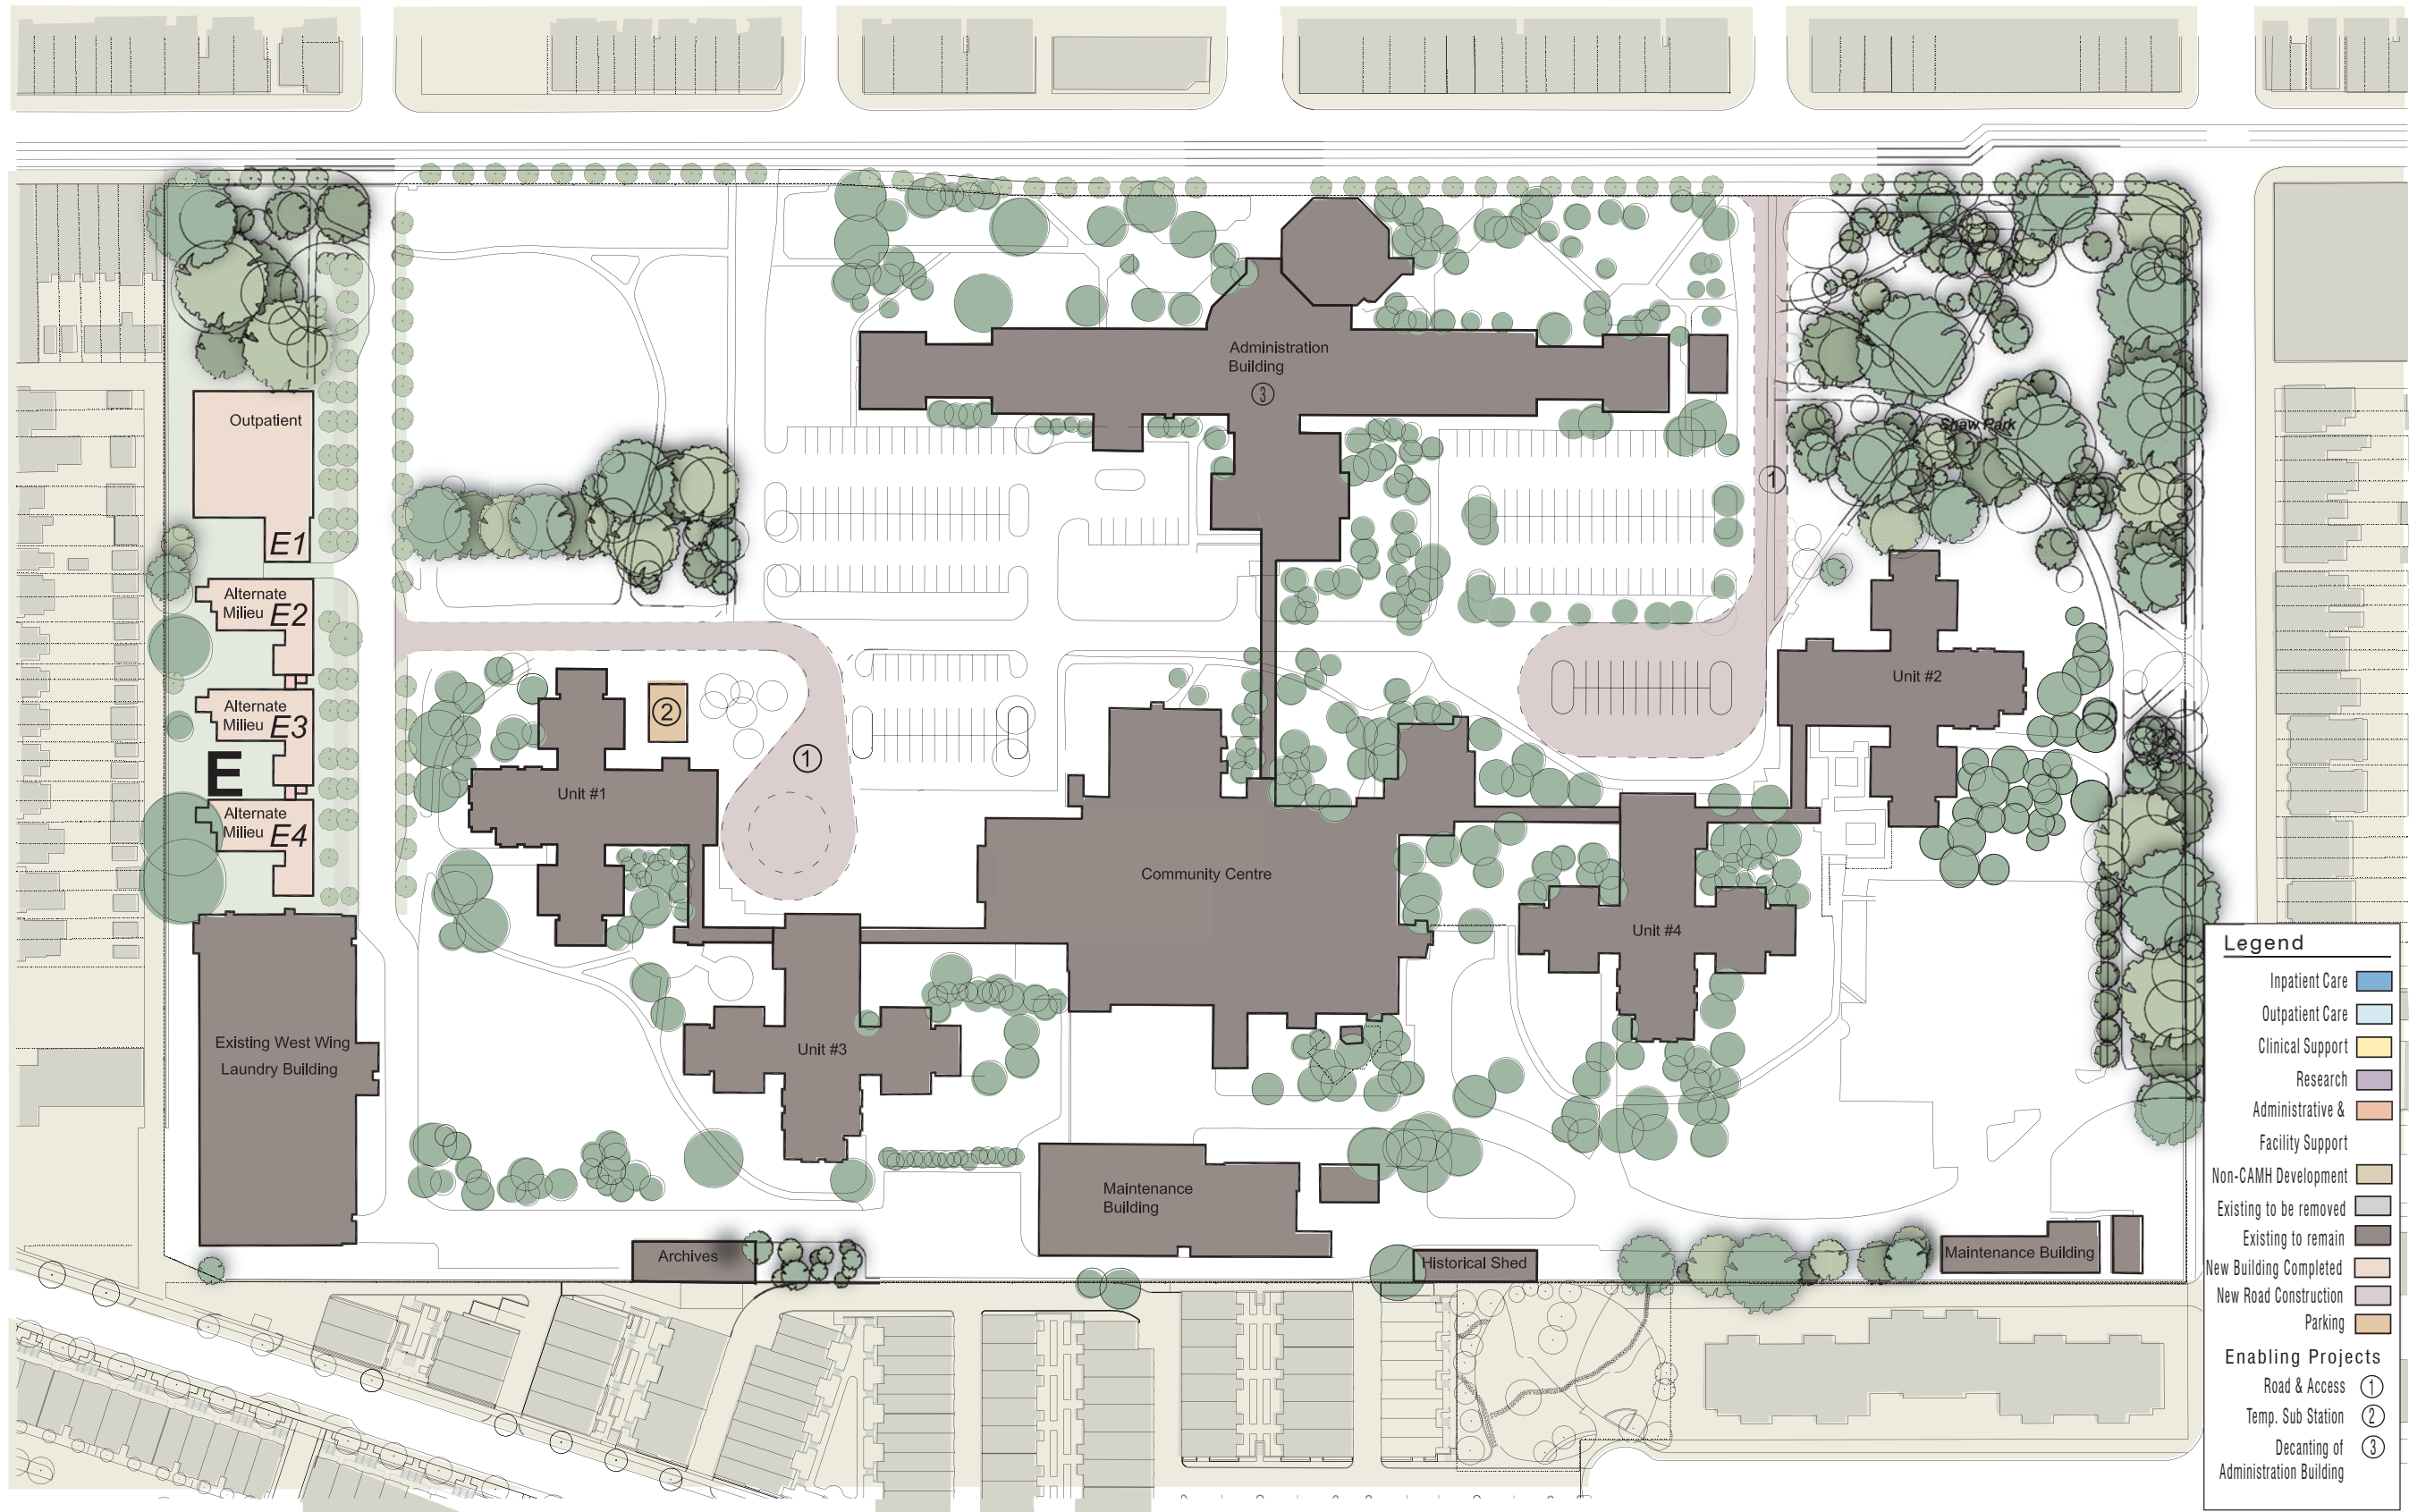 Administration
Building
③
Outpatient
E1
Shaw Park
①
Alternate
Milieu E2
Unit #2
Alternate
Milieu E3
②
①
E
Unit #1
Alternate
Milieu E4
Community Centre
Unit #4
Existing West Wing
Laundry Building
Unit #3
Maintenance
Building
Archives
Historical Shed
Maintenance Building
Legend
Inpatient Care
Outpatient Care
Clinical Support
Research
Administrative &
Facility Support
Non-CAMH Development
Existing to be removed
Existing to remain
New Building Completed
New Road Construction
Parking
Enabling Projects
Road & Access ①
Temp. Sub Station ②
Decanting of ③
Administration Building